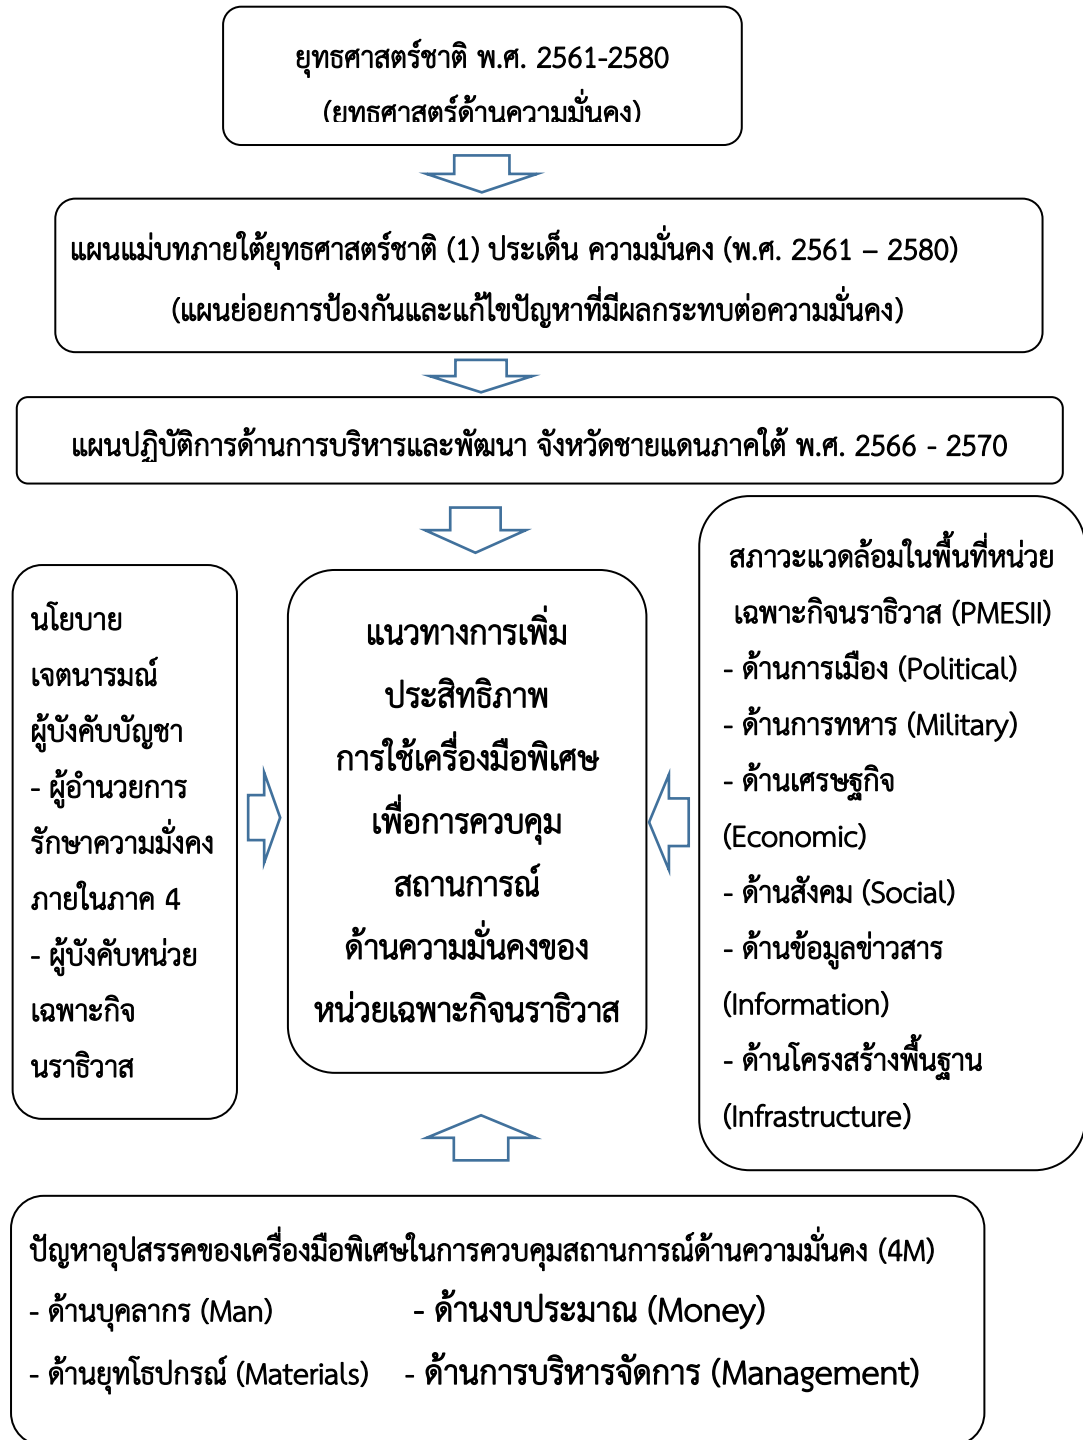 ยุทธศาสตร์ชาติ พ.ศ. 2561-2580
(ยุทธศาสตร์ด้านความมั่นคง)
แผนแม่บทภายใต้ยุทธศาสตร์ชาติ (1) ประเด็น ความมั่นคง (พ.ศ. 2561 – 2580)
(แผนย่อยการป้องกันและแก้ไขปัญหาที่มีผลกระทบต่อความมั่นคง)
แผนปฏิบัติการด้านการบริหารและพัฒนา จังหวัดชายแดนภาคใต้ พ.ศ. 2566 - 2570
นโยบาย
เจตนารมณ์
ผู้บังคับบัญชา
- ผู้อำนวยการ
รักษาความมั่งคง
ภายในภาค 4
- ผู้บังคับหน่วย
เฉพาะกิจ
นราธิวาส
แนวทางการเพิ่ม
ประสิทธิภาพ
การใช้เครื่องมือพิเศษ
เพื่อการควบคุม
สถานการณ์
ด้านความมั่นคงของ
หน่วยเฉพาะกิจนราธิวาส
สภาวะแวดล้อมในพื้นที่หน่วย
เฉพาะกิจนราธิวาส (PMESII)
- ด้านการเมือง (Political)
- ด้านการทหาร (Military)
- ด้านเศรษฐกิจ
(Economic)
- ด้านสังคม (Social)
- ด้านข้อมูลข่าวสาร
(Information)
- ด้านโครงสร้างพื้นฐาน
(Infrastructure)
ปัญหาอุปสรรคของเครื่องมือพิเศษในการควบคุมสถานการณ์ด้านความมั่นคง (4M)
- ด้านบุคลากร (Man) - ด้านงบประมาณ (Money)
- ด้านยุทโธปกรณ์ (Materials) - ด้านการบริหารจัดการ (Management)